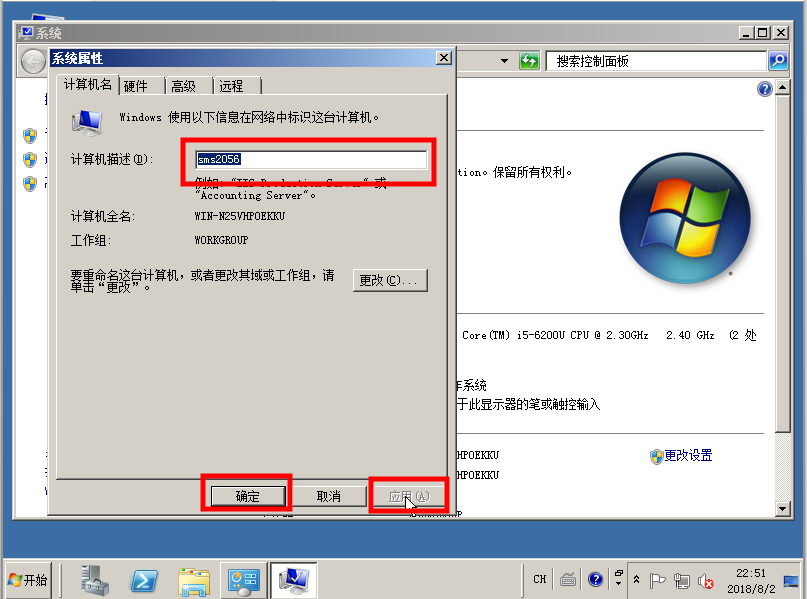 系统
系统属性
搜索控制面板
计算机名
硬件
高级
远程
Windows 使用以下信息在网络中标识这台计算机。
计算机描述(D):
sms2056
例如: "IIS Production Server" 或
"Accounting Server"。
计算机全名:
WIN-N25VHPOEKKU
工作组:
WORKGROUP
要重命名这台计算机，或者更改其域或工作组，请
单击“更改”。
更改(C)...
确定
取消
应用(A)
tion。保留所有权利。
Core(TM) i5-6200U CPU @ 2.30GHz 2.40 GHz (2 处
作系统
于此显示器的笔或触控输入
HPOEKKU
更改设置
HPOEKKU
开始
CH
22:51
2018/8/2